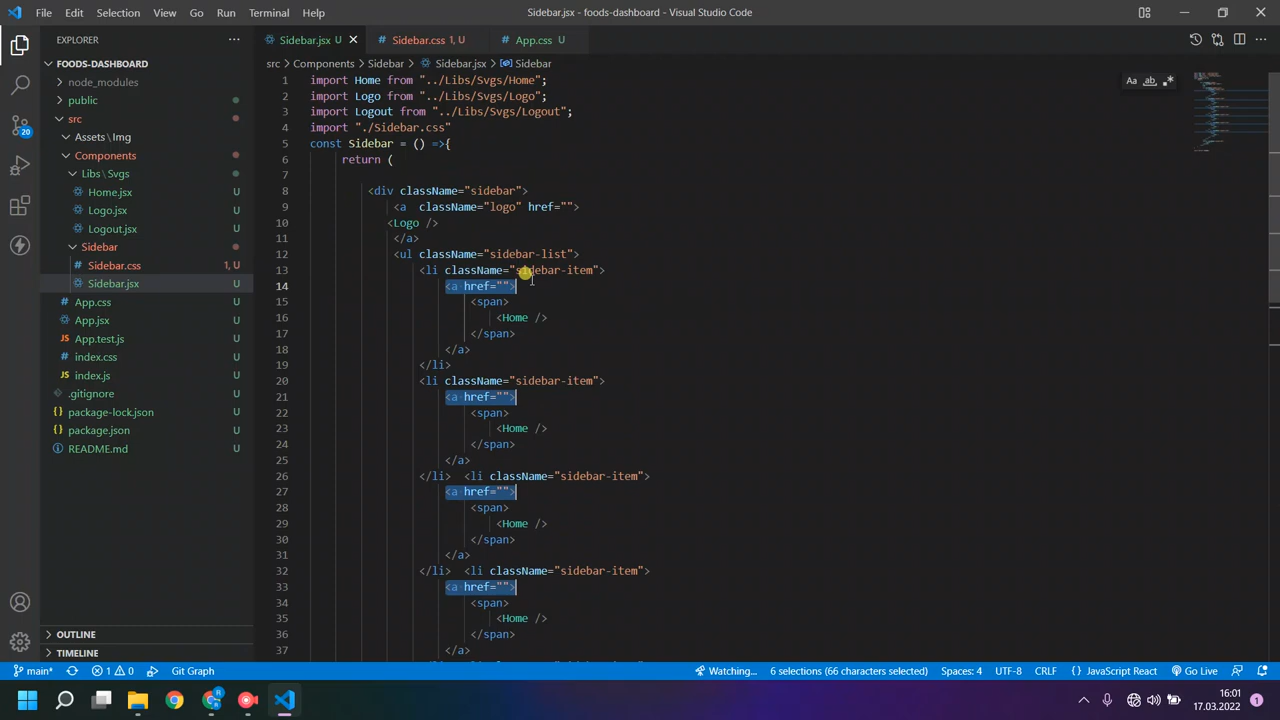 File Edit Selection View Go Run Terminal Help
Sidebar.jsx - foods-dashboard - Visual Studio Code
EXPLORER
FOODS-DASHBOARD
node_modules
public
src
Assets \ Img
Components
Libs \ Svgs
Home.jsx U
Logo.jsx U
Logout.jsx U
Sidebar
Sidebar.css 1, U
Sidebar.jsx U
App.css U
App.jsx U
App.test.js U
index.css U
index.js U
.gitignore U
package-lock.json U
package.json U
README.md U
OUTLINE
TIMELINE
20
Sidebar.jsx U
Sidebar.css 1, U
App.css U
src > Components > Sidebar > Sidebar.jsx > Sidebar
Aa ab
1 import Home from "../Libs/Svgs/Home";
2 import Logo from "../Libs/Svgs/Logo";
3 import Logout from "../Libs/Svgs/Logout";
4 import "./Sidebar.css"
5 const Sidebar = () =>{
6 return (
7
8 <div className="sidebar">
9 <a  className="logo" href="">
10 <Logo />
11 </a>
12 <ul className="sidebar-list">
13 <li className="sidebar-item">
14 <a href="">
15 <span>
16 <Home />
17 </span>
18 </a>
19 </li>
20 <li className="sidebar-item">
21 <a href="">
22 <span>
23 <Home />
24 </span>
25 </a>
26 </li>  <li className="sidebar-item">
27 <a href="">
28 <span>
29 <Home />
30 </span>
31 </a>
32 </li>  <li className="sidebar-item">
33 <a href="">
34 <span>
35 <Home />
36 </span>
37 </a>
main* 1 0 Git Graph Watching... 6 selections (66 characters selected) Spaces: 4 UTF-8 CRLF {} JavaScript React Go Live
16:01
17.03.2022
1